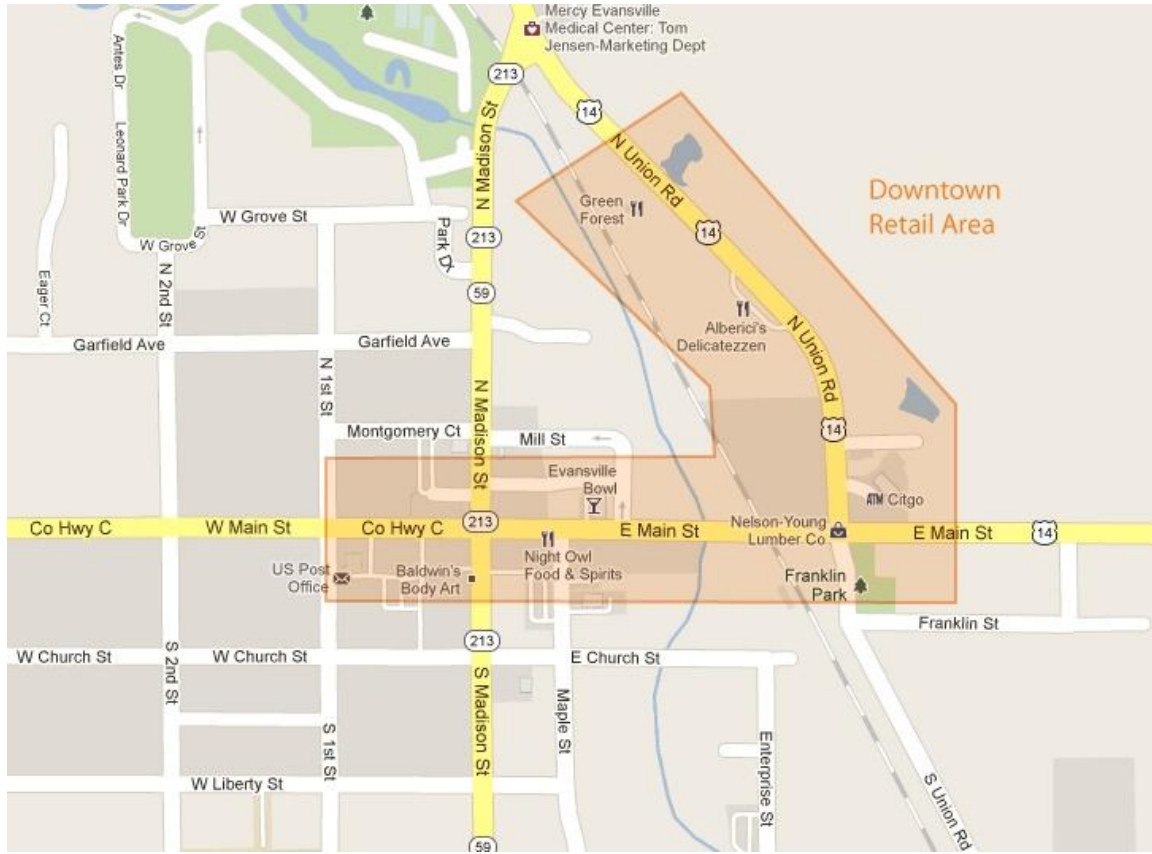 Mercy Evansville
Medical Center: Tom
Jensen-Marketing Dept
Antes Dr
213
14
N Madison St
N Union Rd
Leonard Park Dr
Downtown
Retail Area
Green
Forest
W Grove St
213
14
W Grove St
Park Dr
N 2nd St
Eager Ct
59
Alberici's
Delicatezzen
N Union Rd
Garfield Ave
Garfield Ave
N 1st St
N Madison St
14
Montgomery Ct
Mill St
Evansville
Bowl
ATM Citgo
Co Hwy C
W Main St
Co Hwy C
213
E Main St
Nelson-Young
Lumber Co
E Main St
14
Night Owl
Food & Spirits
US Post
Office
Baldwin's
Body Art
Franklin
Park
Franklin St
213
W Church St
W Church St
E Church St
S 2nd St
S Madison St
Maple St
S 1st St
Enterprise St
W Liberty St
S Union Rd
59